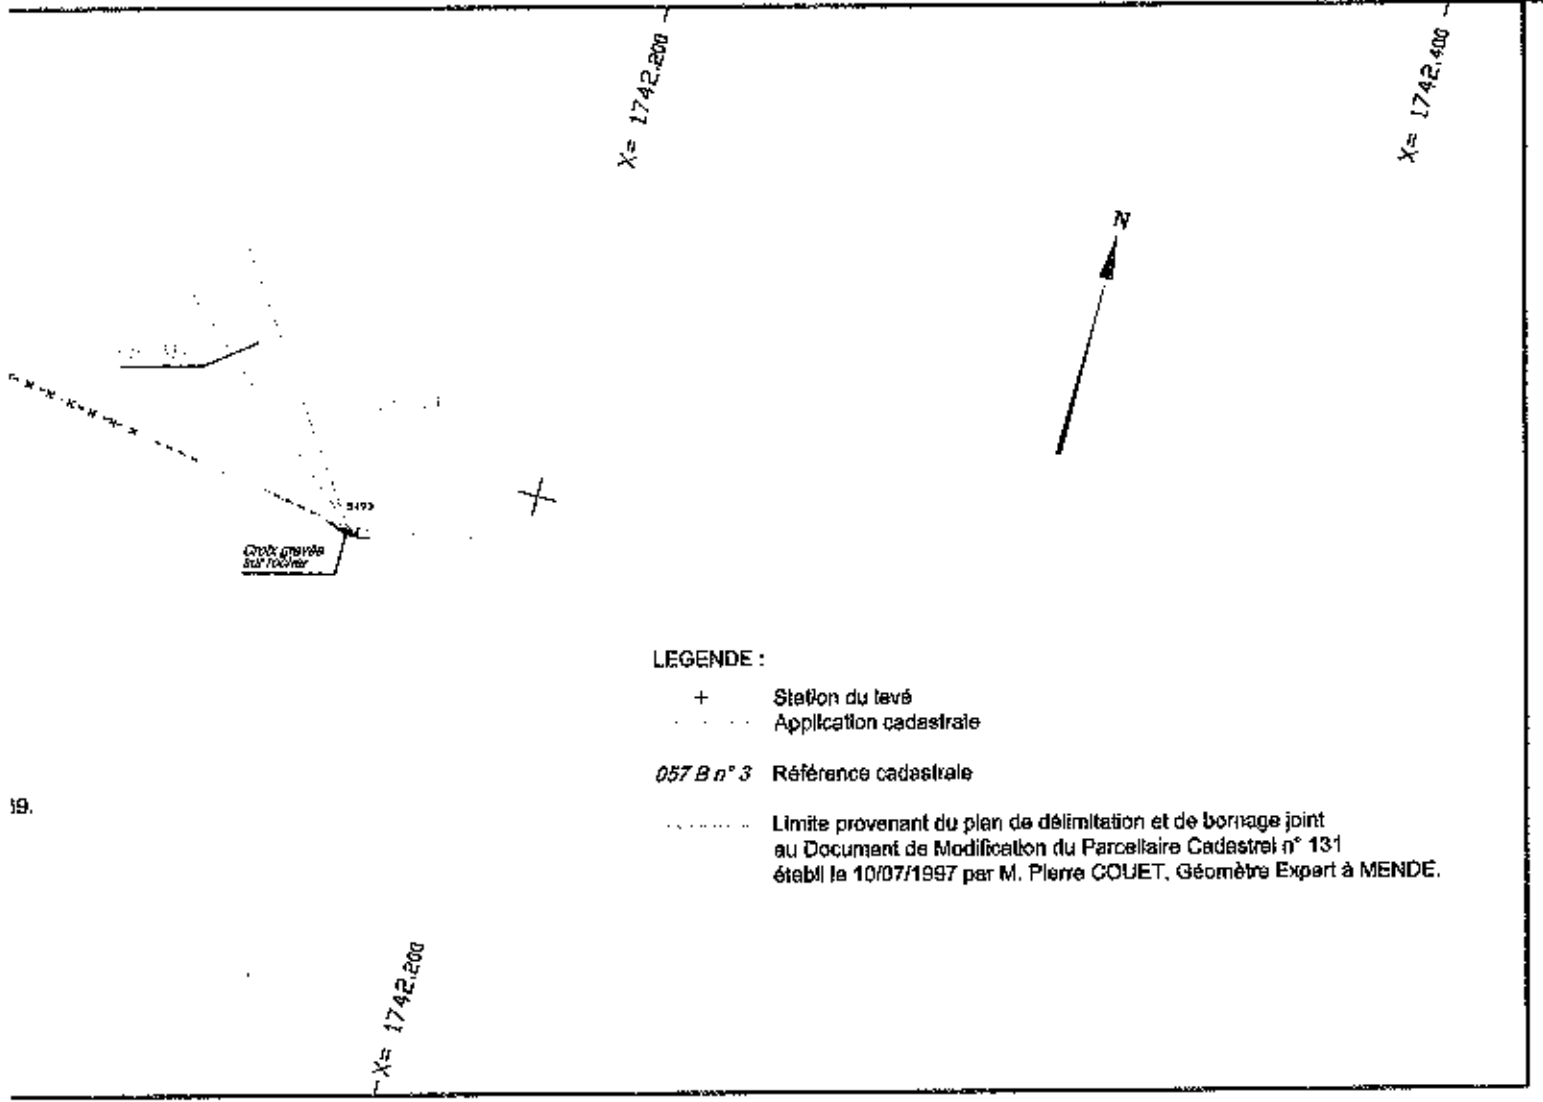 X= 1742.200
X= 1742.400
N
5493
Croix gravée
sur rocher
LEGENDE :
+ Station du levé
Application cadastrale
057 B n° 3 Référence cadastrale
Limite provenant du plan de délimitation et de bornage joint
au Document de Modification du Parcellaire Cadastral n° 131
établi le 10/07/1997 par M. Pierre COUET, Géomètre Expert à MENDE.
X= 1742.200